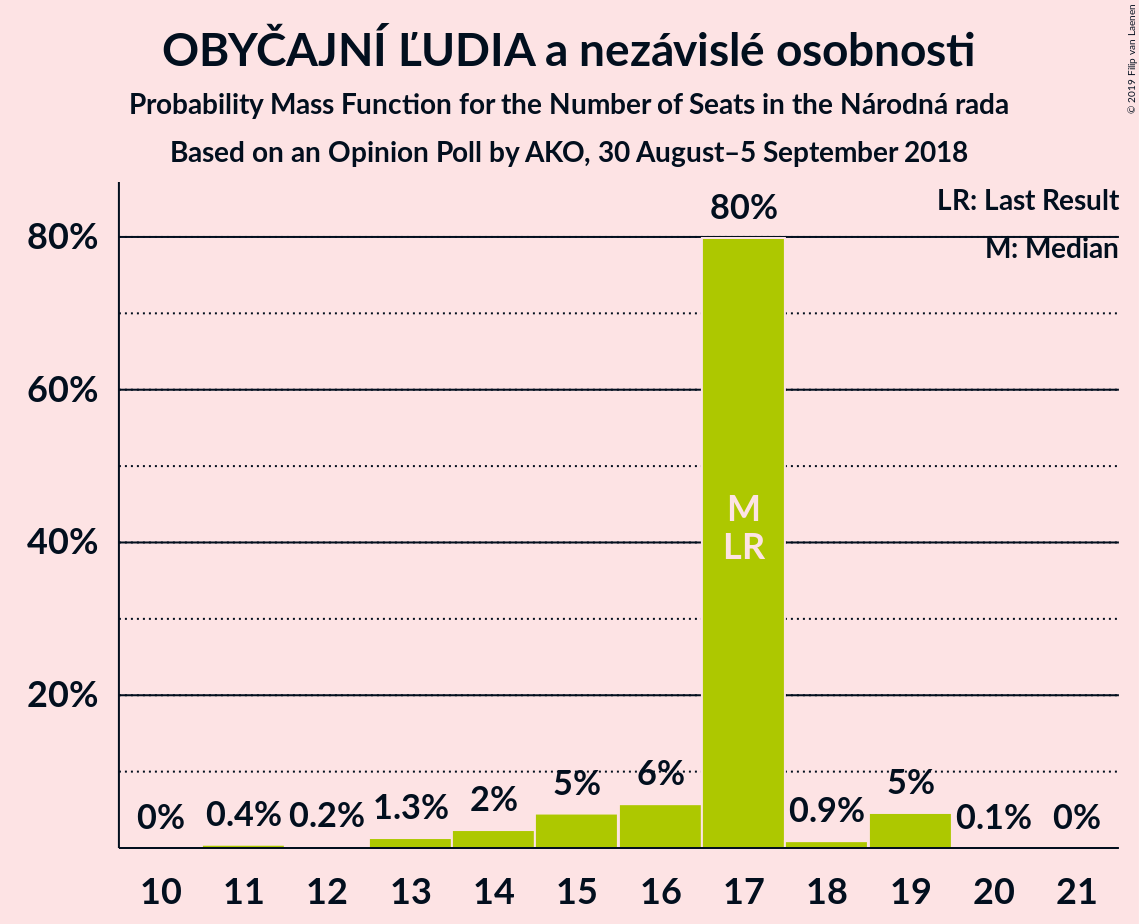 OBYČAJNÍ ĽUDIA a nezávislé osobnosti
Probability Mass Function for the Number of Seats in the Národná rada
Based on an Opinion Poll by AKO, 30 August–5 September 2018
© 2019 Filip van Laenen
LR: Last Result
M: Median
80%
60%
40%
20%
0% 0.4% 0.2% 1.3% 2% 5% 6% 80% 0.9% 5% 0.1% 0%
M
LR
10 11 12 13 14 15 16 17 18 19 20 21